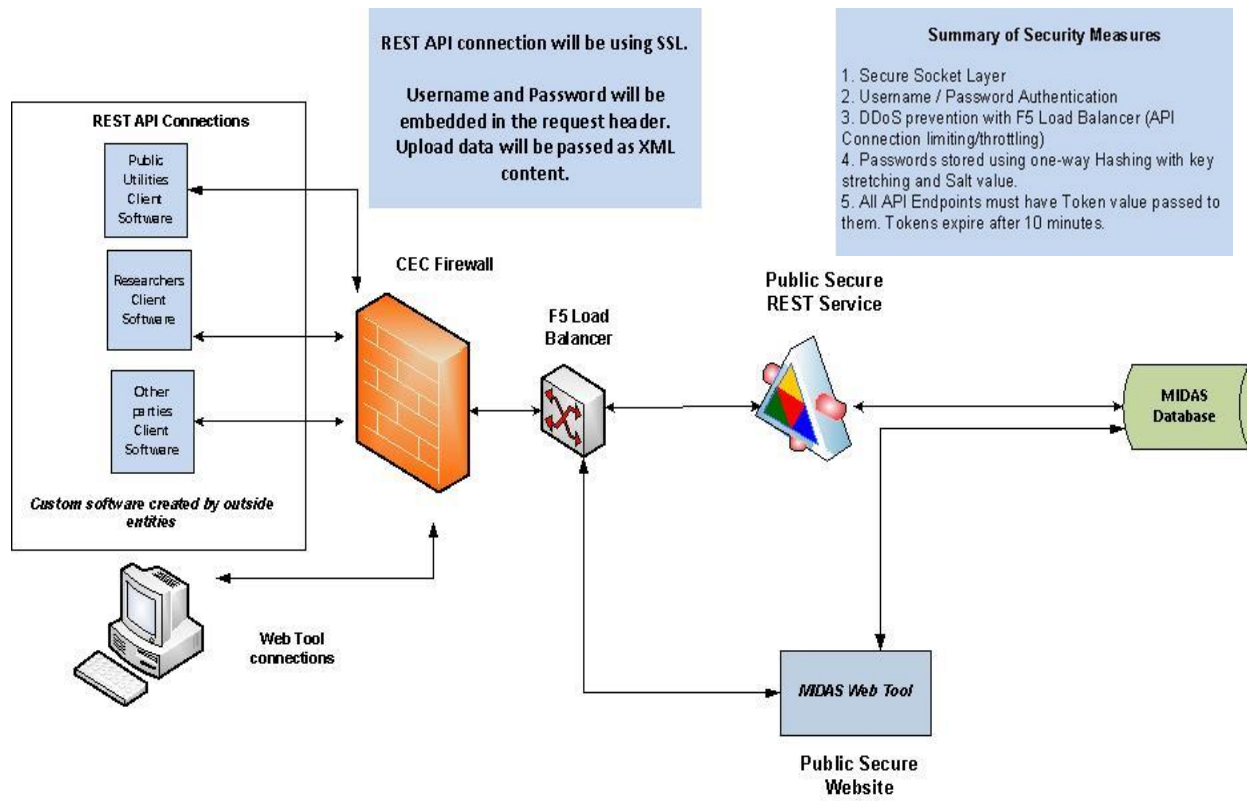 REST API connection will be using SSL.
Username and Password will be
embedded in the request header.
Upload data will be passed as XML
content.
Summary of Security Measures
1. Secure Socket Layer
2. Username / Password Authentication
3. DDoS prevention with F5 Load Balancer (API
Connection limiting/throttling)
4. Passwords stored using one-way Hashing with key
stretching and Salt value.
5. All API Endpoints must have Token value passed to
them. Tokens expire after 10 minutes.
REST API Connections
Public
Utilities
Client
Software
Researchers
Client
Software
Other
parties
Client
Software
Custom software created by outside
entities
Web Tool
connections
CEC Firewall
F5 Load
Balancer
Public Secure
REST Service
MIDAS
Database
MIDAS Web Tool
Public Secure
Website